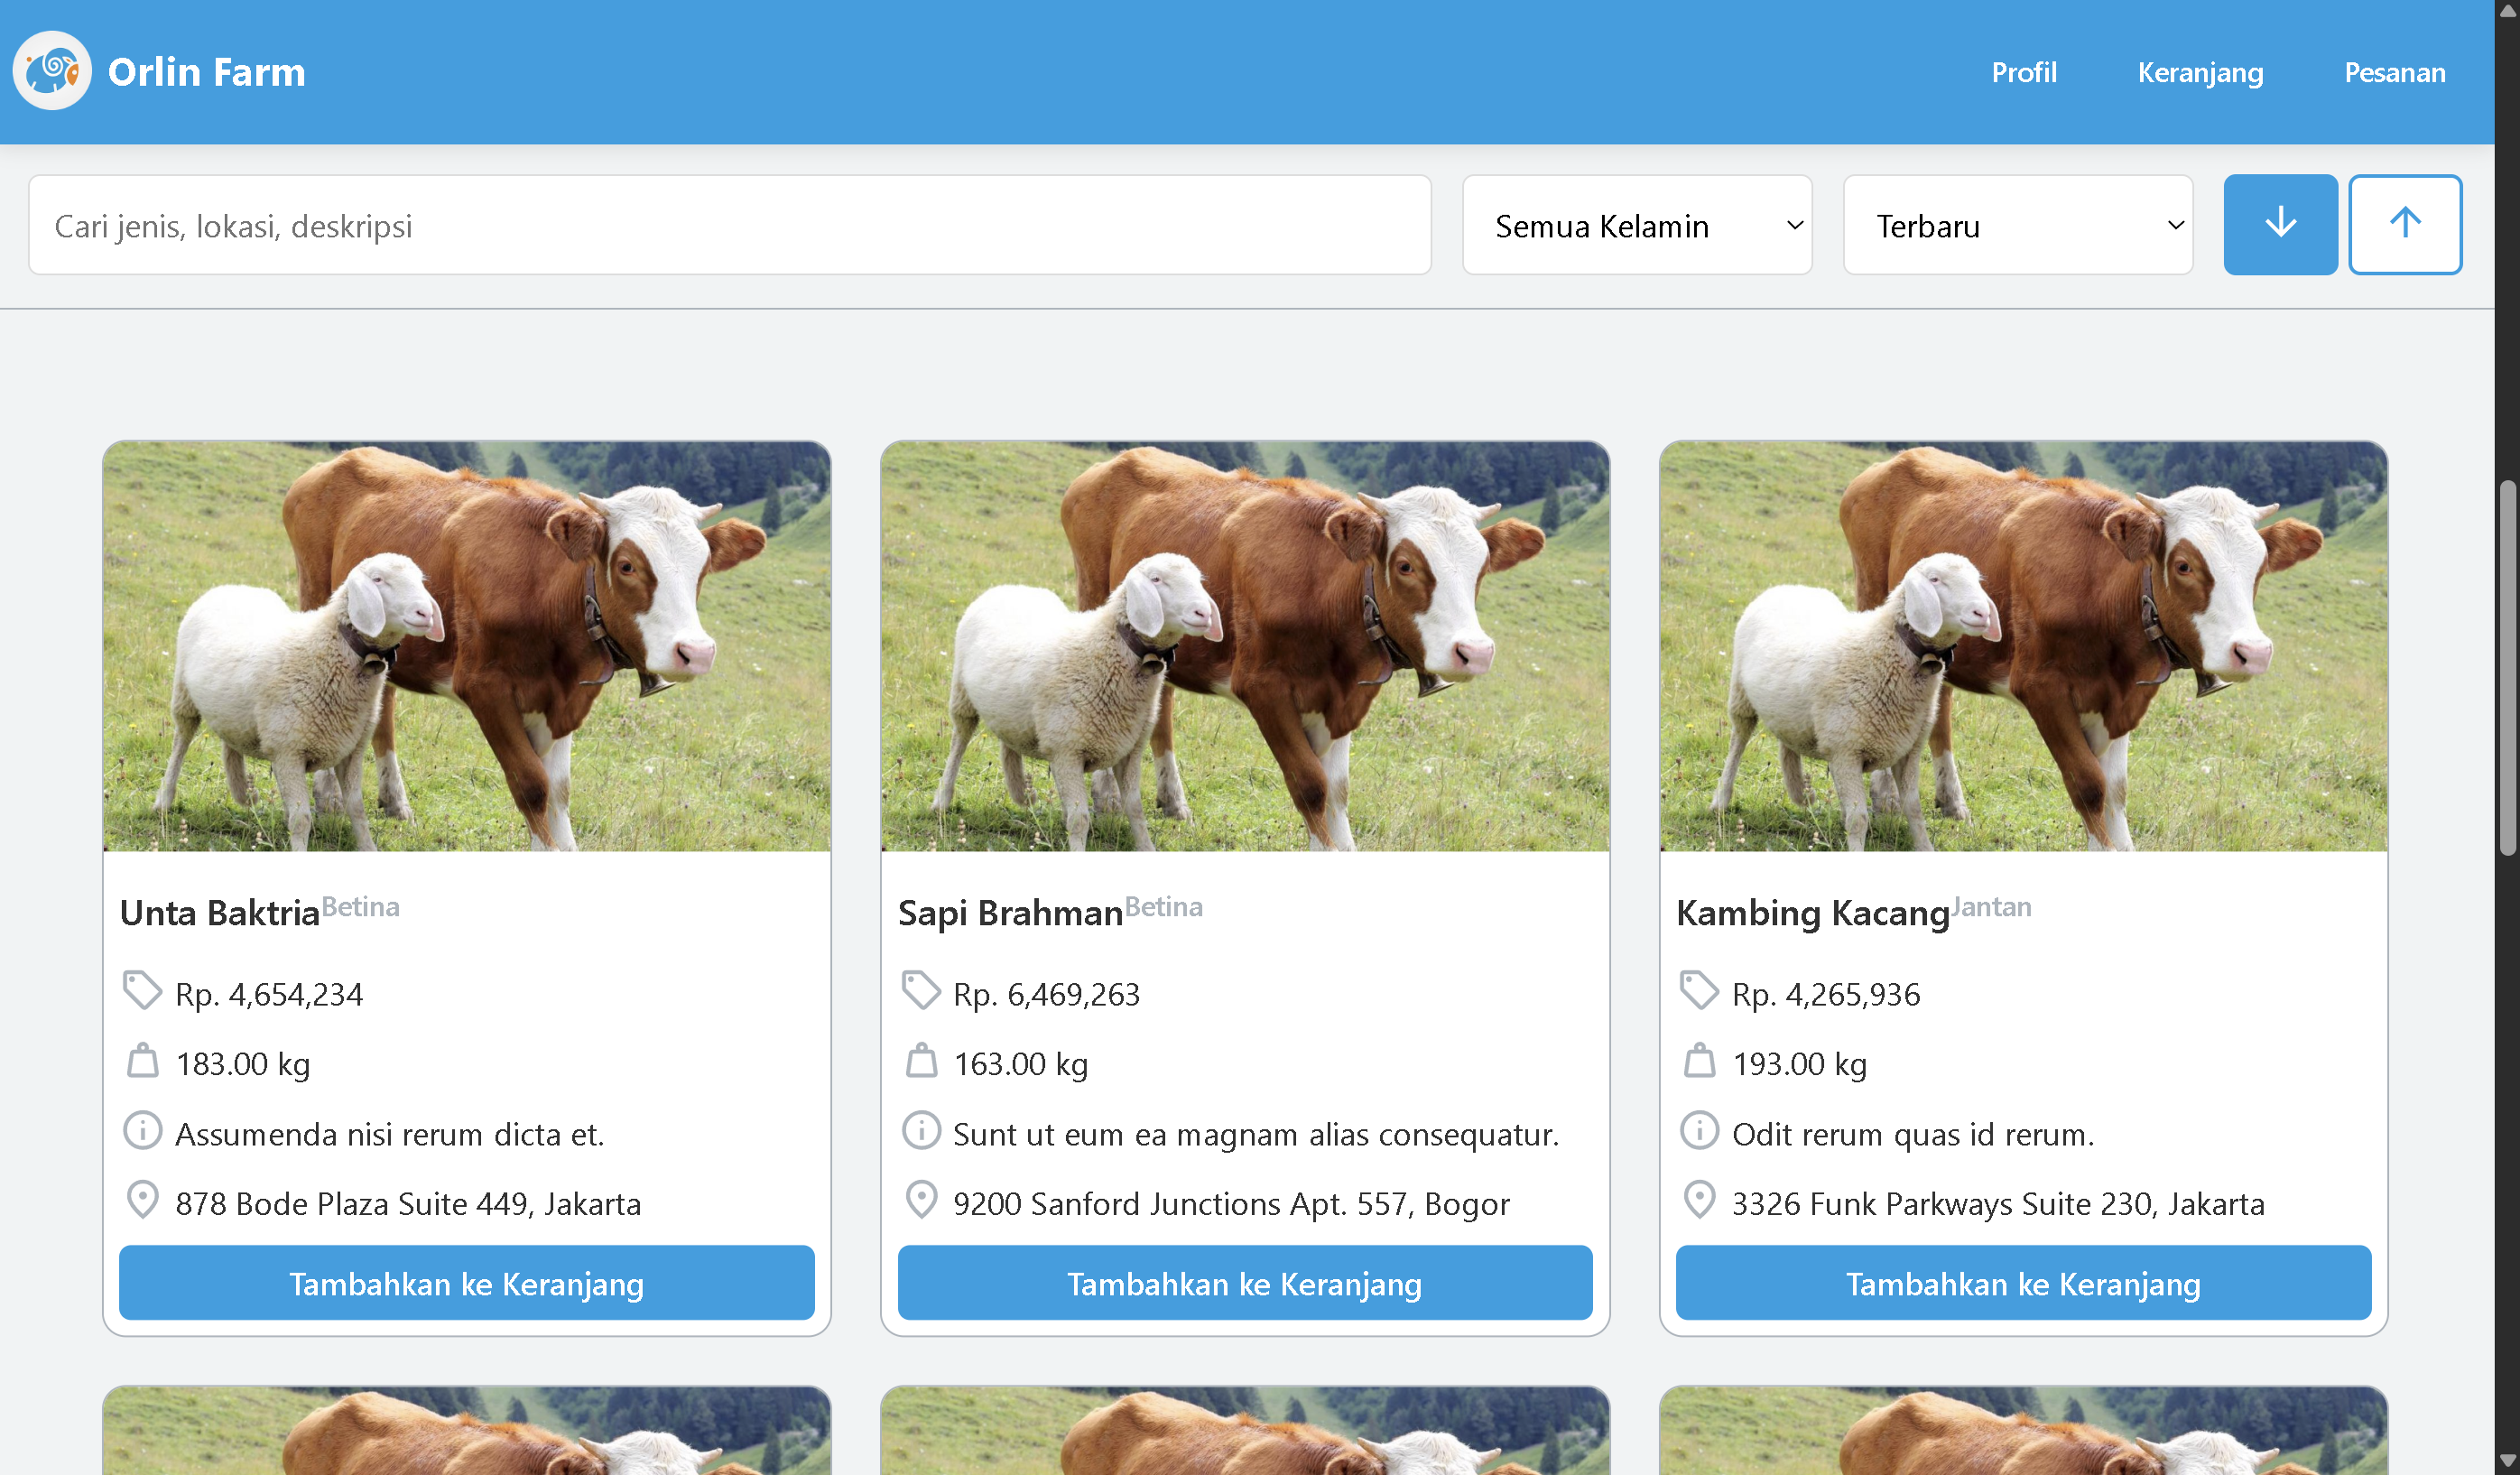 Orlin Farm
Profil Keranjang Pesanan
Cari jenis, lokasi, deskripsi
Semua Kelamin
Terbaru
Unta Baktria Betina
Rp. 4,654,234
183.00 kg
Assumenda nisi rerum dicta et.
878 Bode Plaza Suite 449, Jakarta
Tambahkan ke Keranjang
Sapi Brahman Betina
Rp. 6,469,263
163.00 kg
Sunt ut eum ea magnam alias consequatur.
9200 Sanford Junctions Apt. 557, Bogor
Tambahkan ke Keranjang
Kambing Kacang Jantan
Rp. 4,265,936
193.00 kg
Odit rerum quas id rerum.
3326 Funk Parkways Suite 230, Jakarta
Tambahkan ke Keranjang